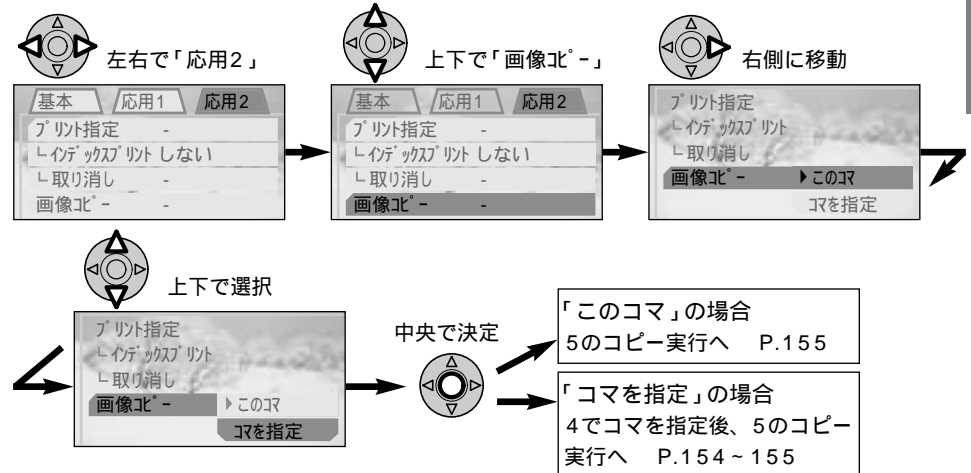 左右で「応用2」
基本 応用1 応用2
プリント指定 -
└インデックスプリント しない
└取り消し -
画像コピー -
上下で「画像コピー」
基本 応用1 応用2
プリント指定 -
└インデックスプリント しない
└取り消し -
画像コピー -
右側に移動
プリント指定
└インデックスプリント
└取り消し
画像コピー ▶このコマ
コマを指定
上下で選択
プリント指定
└インデックスプリント
└取り消し
画像コピー ▶このコマ
コマを指定
中央で決定
「このコマ」の場合
5のコピー実行へ P.155
「コマを指定」の場合
4でコマを指定後、5のコピー
実行へ P.154~155